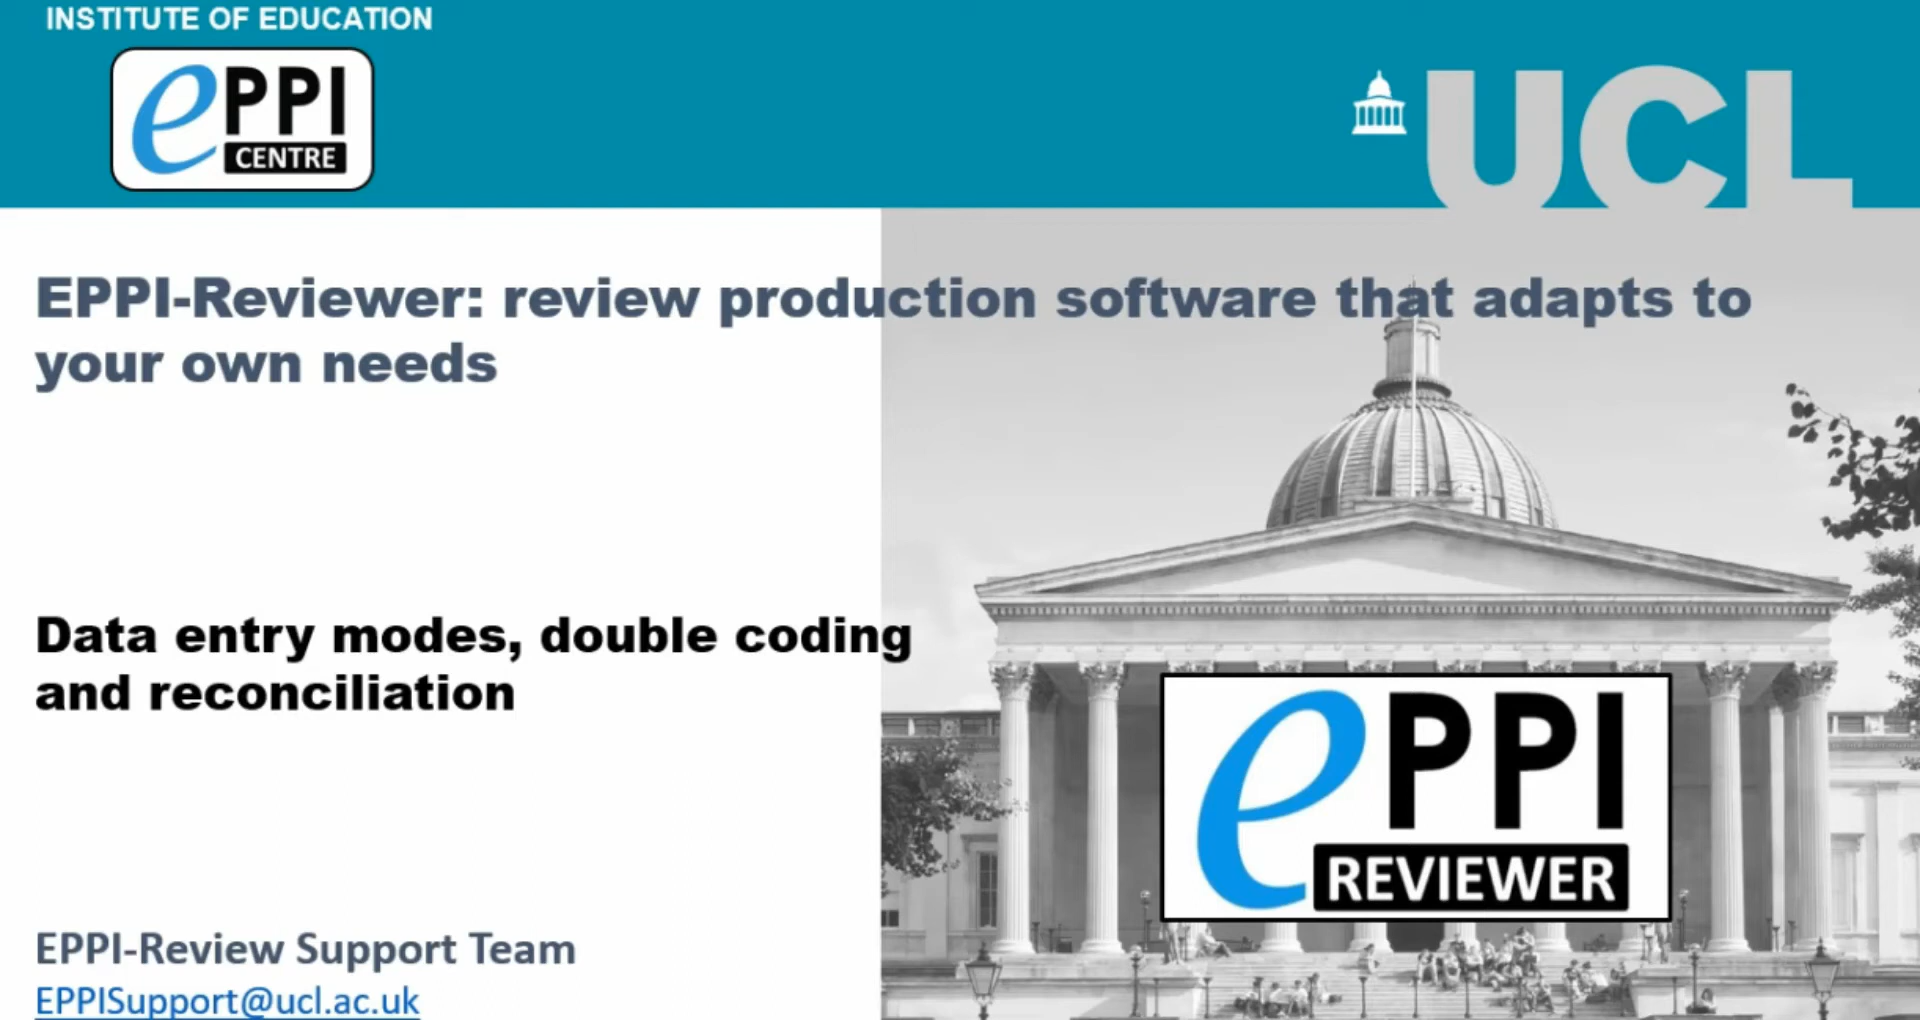 INSTITUTE OF EDUCATION
ePPI
CENTRE
UCL
EPPI-Reviewer: review production software that adapts to
your own needs
Data entry modes, double coding
and reconciliation
ePPI
REVIEWER
EPPI-Review Support Team
EPPISupport@ucl.ac.uk